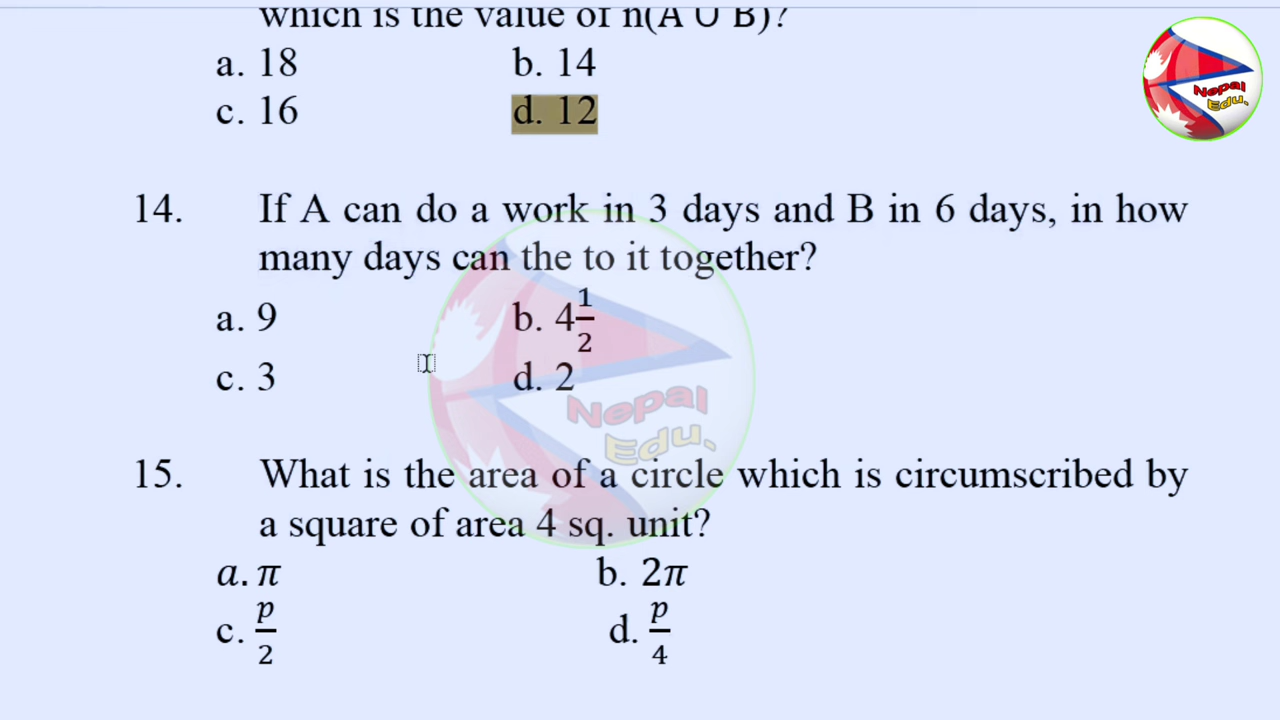 which is the value of n(A ∪ B)?
a. 18 b. 14
c. 16 d. 12
Nepal
Edu.
14. If A can do a work in 3 days and B in 6 days, in how
many days can the to it together?
a. 9 b. 4 1/2
c. 3 d. 2
Nepal
Edu.
15. What is the area of a circle which is circumscribed by
a square of area 4 sq. unit?
a. π b. 2π
c. p/2 d. p/4